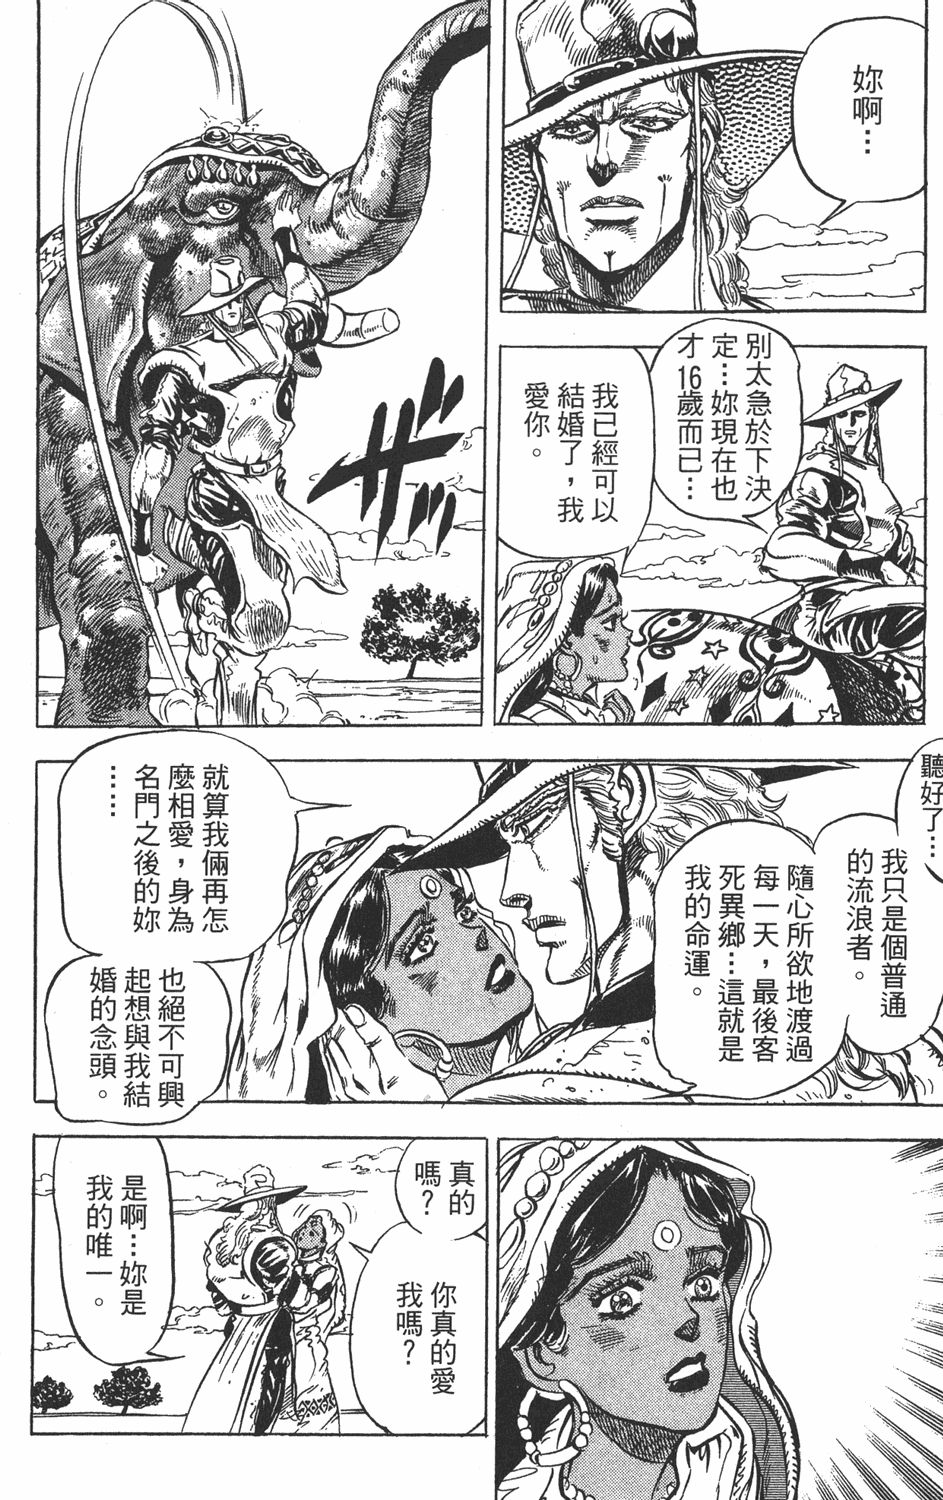 妳啊…
別太急於下決
定…妳現在也
才16歲而已…
我已經可以
結婚了，我
愛你。
ザッ
聽好了…
我只是個普通
的流浪者。
隨心所欲地渡過
每一天，最後客
死異鄉…這就是
我的命運。
就算我倆再怎
麼相愛，身為
名門之後的妳
……
也絕不可興
起想與我結
婚的念頭。
真的
嗎？
你真的愛
我嗎？
是啊…妳是
我的唯一。